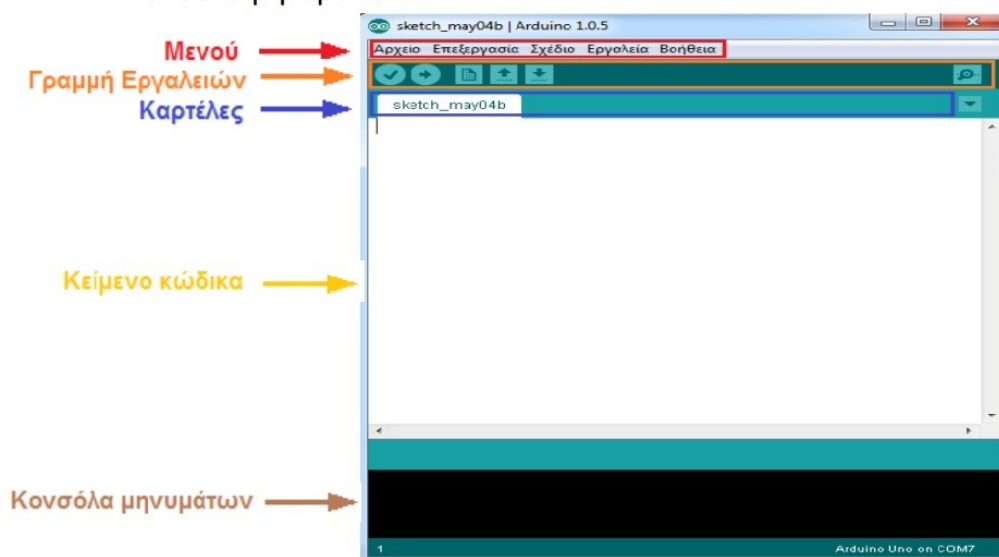 sketch_may04b | Arduino 1.0.5
Μενού
Αρχείο Επεξεργασία Σχέδιο Εργαλεία Βοήθεια
Γραμμή Εργαλειών
Καρτέλες
sketch_may04b
Κείμενο κώδικα
Κονσόλα μηνυμάτων
1
Arduino Uno on COM7